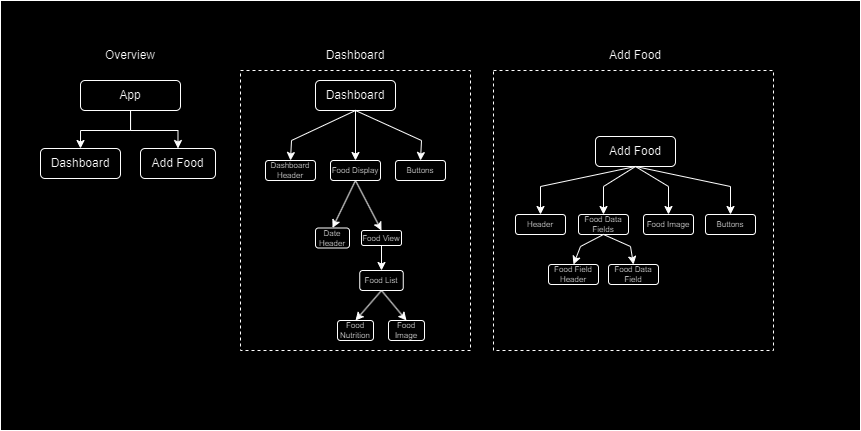 Overview
Dashboard
Add Food
App
Dashboard
Add Food
Dashboard
Dashboard
Header
Food Display
Buttons
Date
Header
Food View
Food List
Food
Nutrition
Food
Image
Add Food
Header
Food Data
Fields
Food Image
Buttons
Food Field
Header
Food Data
Field